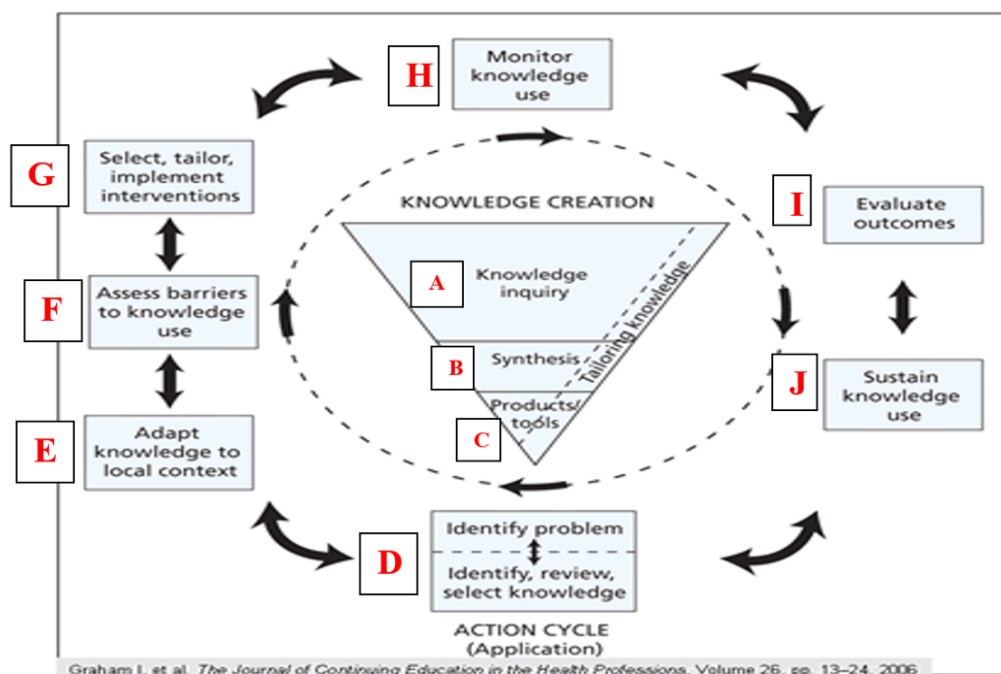 H
Monitor
knowledge
use
G
Select, tailor,
implement
interventions
KNOWLEDGE CREATION
I
Evaluate
outcomes
A
Knowledge
inquiry
Tailoring knowledge
F
Assess barriers
to knowledge
use
B
Synthesis
J
Sustain
knowledge
use
Products/
tools
C
E
Adapt
knowledge to
local context
D
Identify problem
Identify, review,
select knowledge
ACTION CYCLE
(Application)
Graham I, et al. The Journal of Continuing Education in the Health Professions, Volume 26, pp. 13–24, 2006